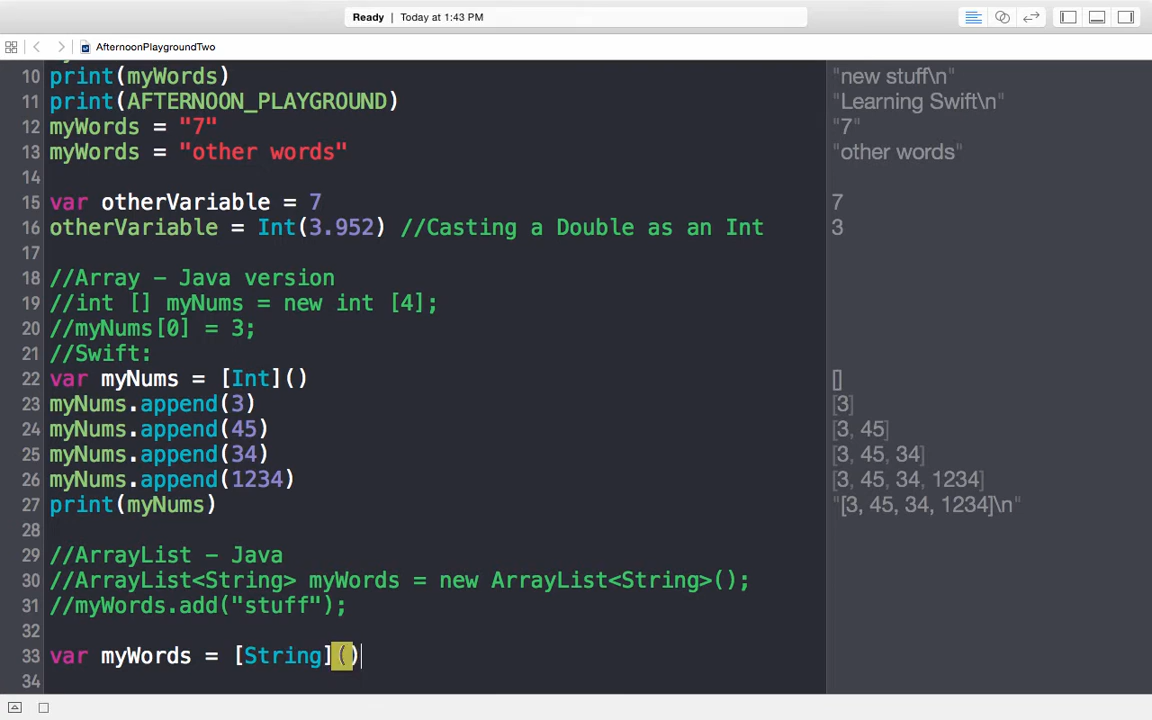 Ready | Today at 1:43 PM
AfternoonPlaygroundTwo
10 print(myWords) "new stuff\n"
11 print(AFTERNOON_PLAYGROUND) "Learning Swift\n"
12 myWords = "7" "7"
13 myWords = "other words" "other words"
14
15 var otherVariable = 7 7
16 otherVariable = Int(3.952) //Casting a Double as an Int 3
17
18 //Array - Java version
19 //int [] myNums = new int [4];
20 //myNums[0] = 3;
21 //Swift:
22 var myNums = [Int]() []
23 myNums.append(3) [3]
24 myNums.append(45) [3, 45]
25 myNums.append(34) [3, 45, 34]
26 myNums.append(1234) [3, 45, 34, 1234]
27 print(myNums) "[3, 45, 34, 1234]\n"
28
29 //ArrayList - Java
30 //ArrayList<String> myWords = new ArrayList<String>();
31 //myWords.add("stuff");
32
33 var myWords = [String]()
34